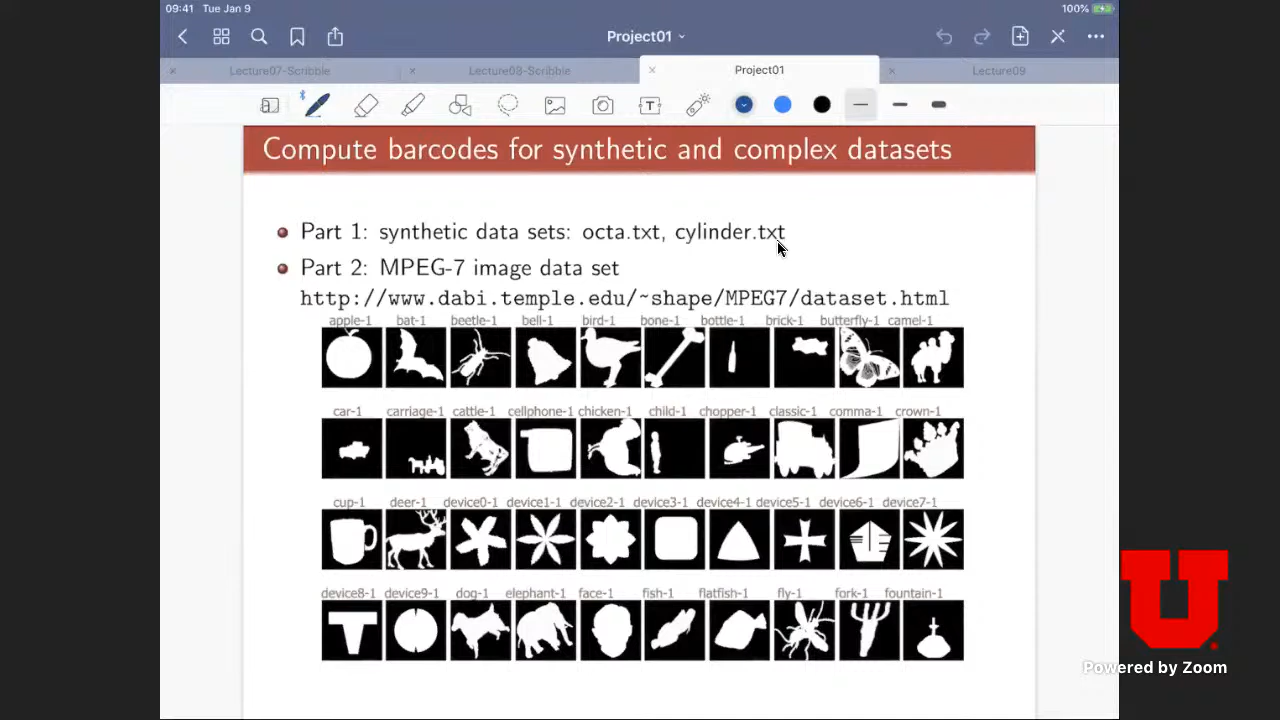 09:41 Tue Jan 9 100%
Project01
Lecture07-Scribble Lecture08-Scribble Project01 Lecture09
T
Compute barcodes for synthetic and complex datasets
Part 1: synthetic data sets: octa.txt, cylinder.txt
Part 2: MPEG-7 image data set
http://www.dabi.temple.edu/~shape/MPEG7/dataset.html
apple-1 bat-1 beetle-1 bell-1 bird-1 bone-1 bottle-1 brick-1 butterfly-1 camel-1
car-1 carriage-1 cattle-1 cellphone-1 chicken-1 child-1 chopper-1 classic-1 comma-1 crown-1
cup-1 deer-1 device0-1 device1-1 device2-1 device3-1 device4-1 device5-1 device6-1 device7-1
device8-1 device9-1 dog-1 elephant-1 face-1 fish-1 flatfish-1 fly-1 fork-1 fountain-1
U
Powered by Zoom